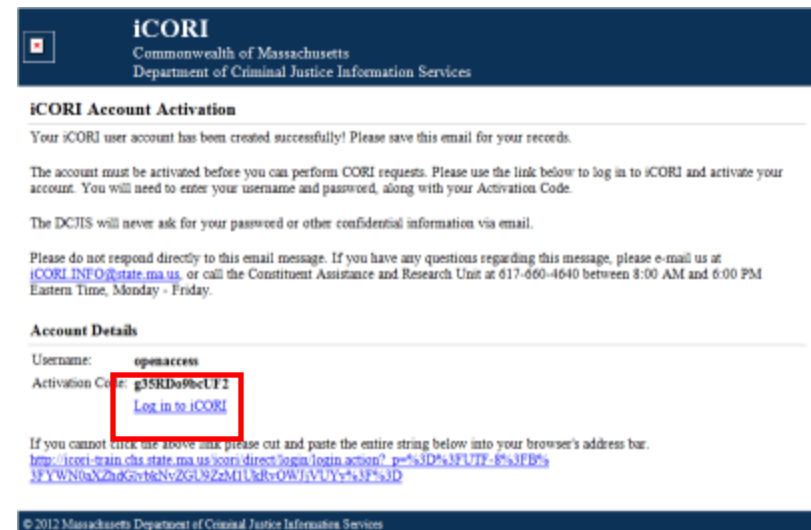 iCORI
Commonwealth of Massachusetts
Department of Criminal Justice Information Services
iCORI Account Activation
Your iCORI user account has been created successfully! Please save this email for your records.
The account must be activated before you can perform CORI requests. Please use the link below to log in to iCORI and activate your
account. You will need to enter your username and password, along with your Activation Code.
The DCJIS will never ask for your password or other confidential information via email.
Please do not respond directly to this email message. If you have any questions regarding this message, please e-mail us at
iCORI.INFO@state.ma.us, or call the Constituent Assistance and Research Unit at 617-660-4640 between 8:00 AM and 6:00 PM
Eastern Time, Monday - Friday.
Account Details
Username: openaccess
Activation Code: g35RDo9bcUF2
Log in to iCORI
If you cannot click the above link please cut and paste the entire string below into your browser's address bar.
© 2012 Massachusetts Department of Criminal Justice Information Services